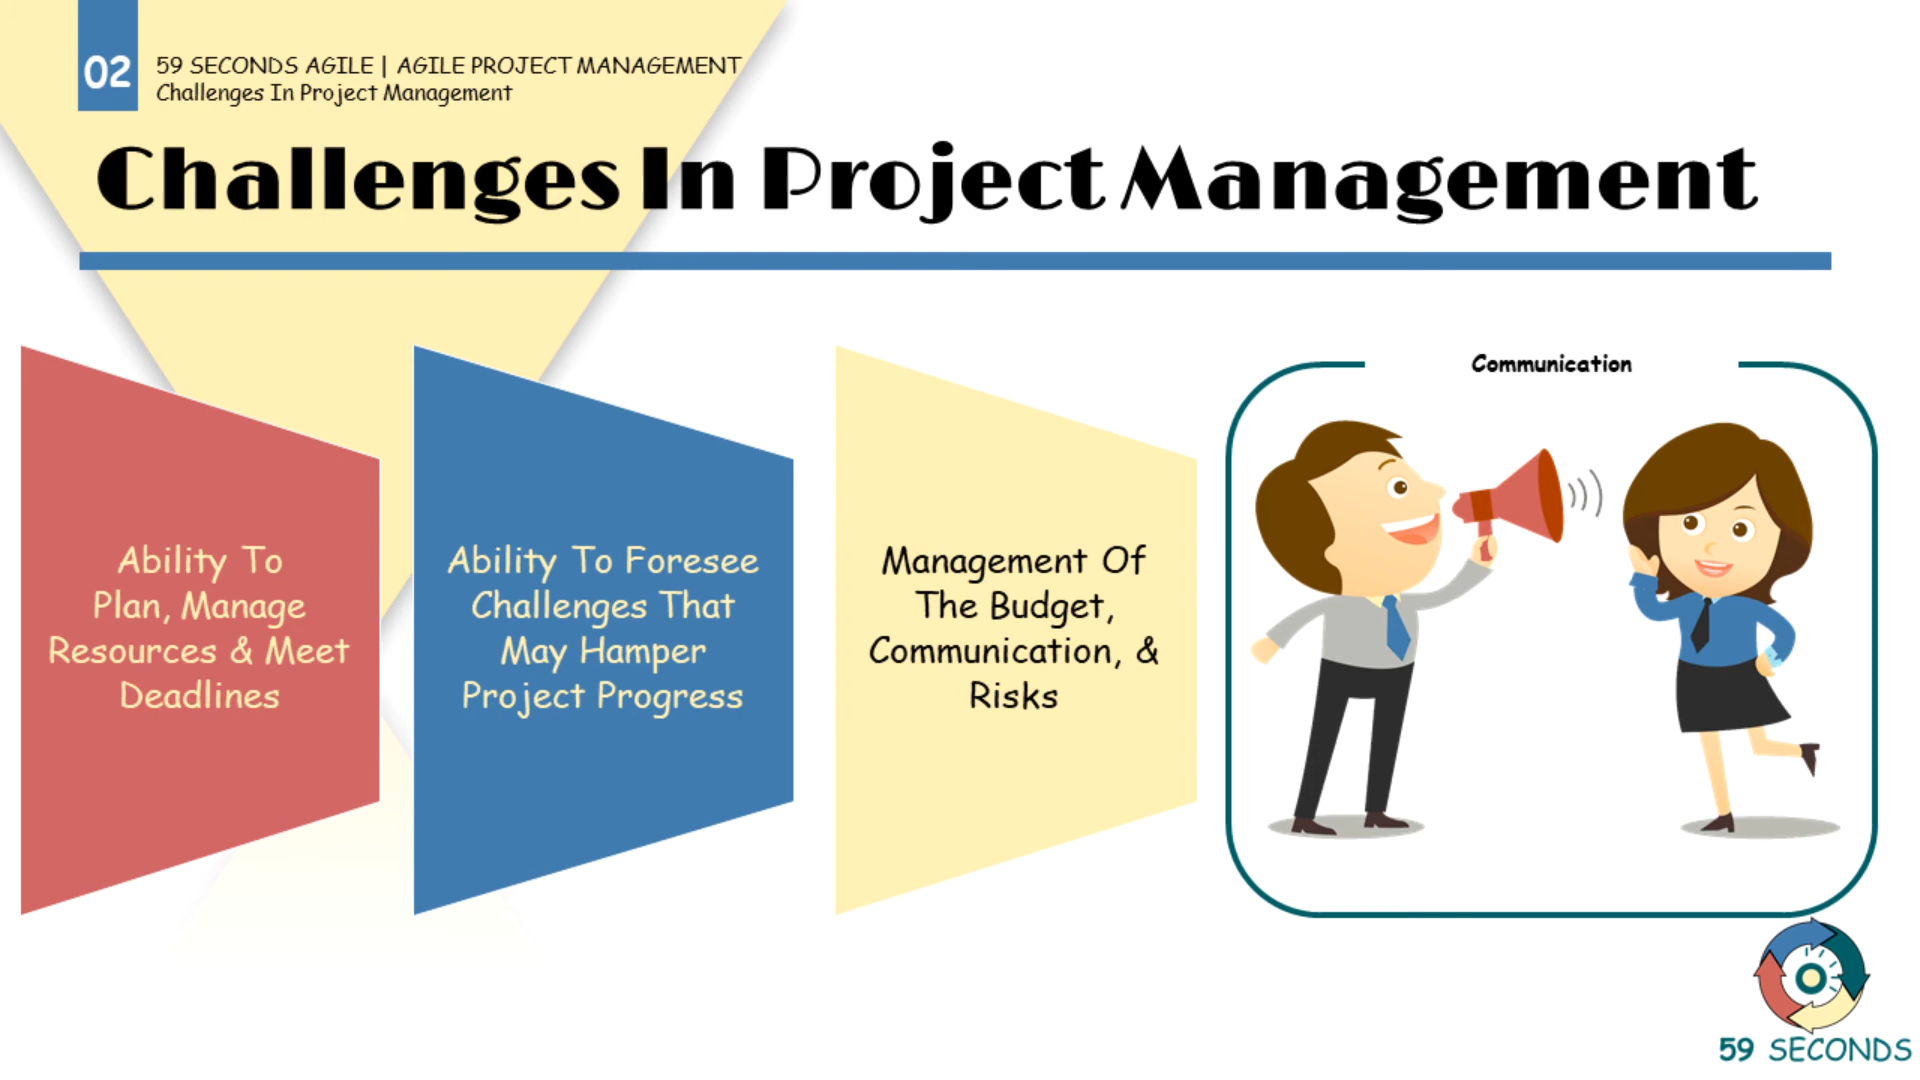 02
59 SECONDS AGILE | AGILE PROJECT MANAGEMENT
Challenges In Project Management
Challenges In Project Management
Ability To
Plan, Manage
Resources & Meet
Deadlines
Ability To Foresee
Challenges That
May Hamper
Project Progress
Management Of
The Budget,
Communication, &
Risks
Communication
59 SECONDS